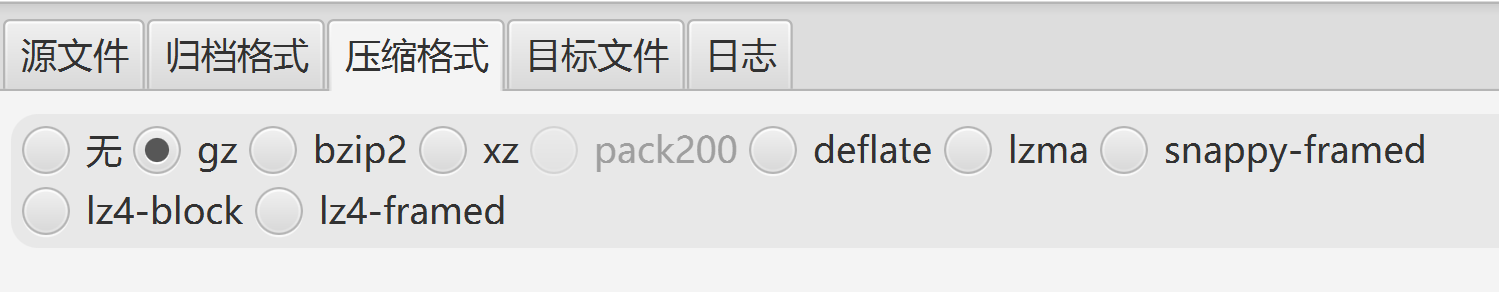 源文件 归档格式 压缩格式 目标文件 日志
无 gz bzip2 xz pack200 deflate lzma snappy-framed
lz4-block lz4-framed